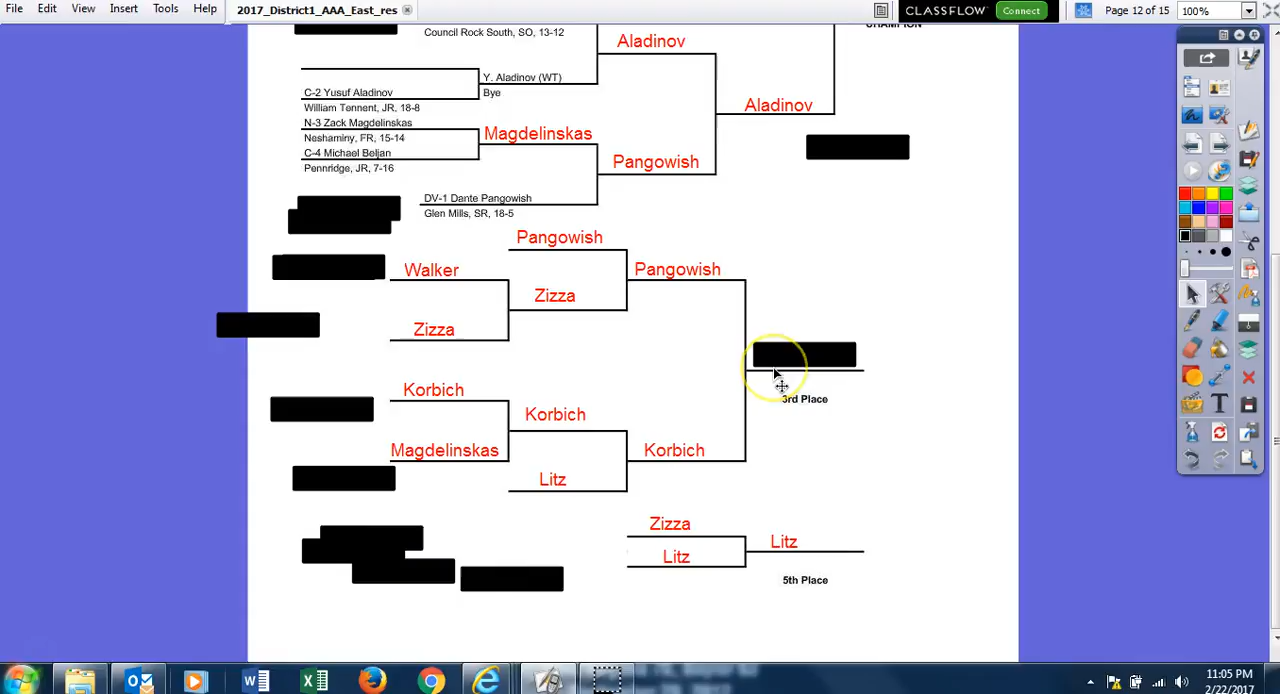 File Edit View Insert Tools Help 2017_District1_AAA_East_res CLASSFLOW Connect Page 12 of 15 100%
Council Rock South, SO, 13-12
Aladinov
CHAMPION
Y. Aladinov (WT)
C-2 Yusuf Aladinov
Bye
William Tennent, JR, 18-8
Aladinov
N-3 Zack Magdelinskas
Magdelinskas
Neshaminy, FR, 15-14
C-4 Michael Beljan
Pangowish
Pennridge, JR, 7-16
DV-1 Dante Pangowish
Glen Mills, SR, 18-5
Pangowish
Walker
Pangowish
Zizza
Zizza
3rd Place
Korbich
Korbich
Magdelinskas
Korbich
Litz
Zizza
Litz
Litz
5th Place
11:05 PM
2/22/2017